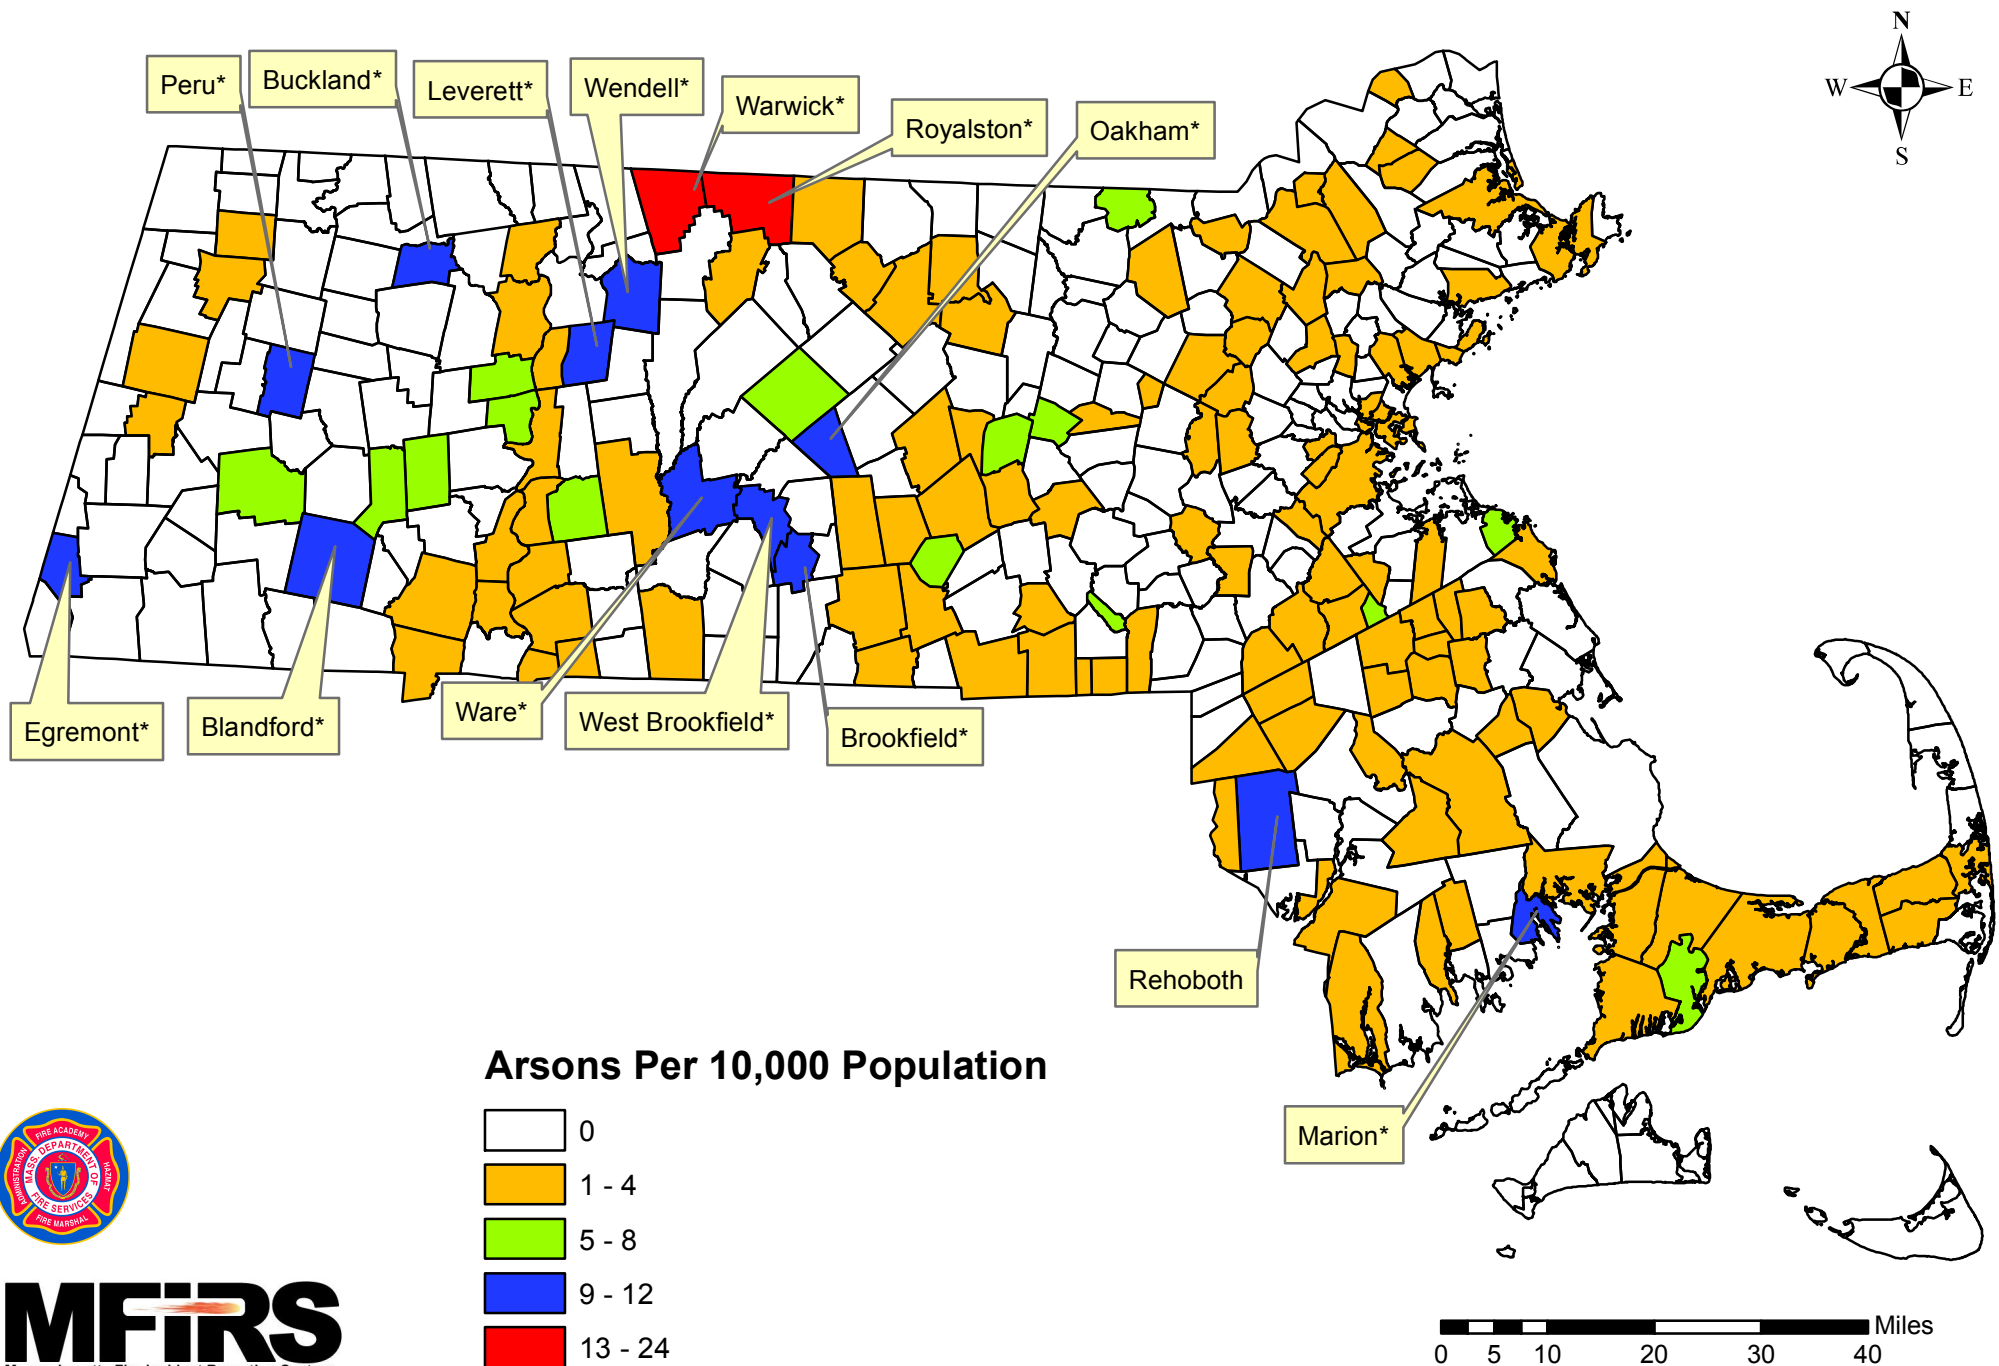 N
W E
S
Peru*
Buckland*
Leverett*
Wendell*
Warwick*
Royalston*
Oakham*
Egremont*
Blandford*
Ware*
West Brookfield*
Brookfield*
Rehoboth
Marion*
Arsons Per 10,000 Population
0
1 - 4
5 - 8
9 - 12
13 - 24
FIRE ACADEMY
HAZMAT
FIRE MARSHAL
ADMINISTRATION
MASS. DEPARTMENT OF
FIRE SERVICES
MFIRS
Miles
0 5 10 20 30 40